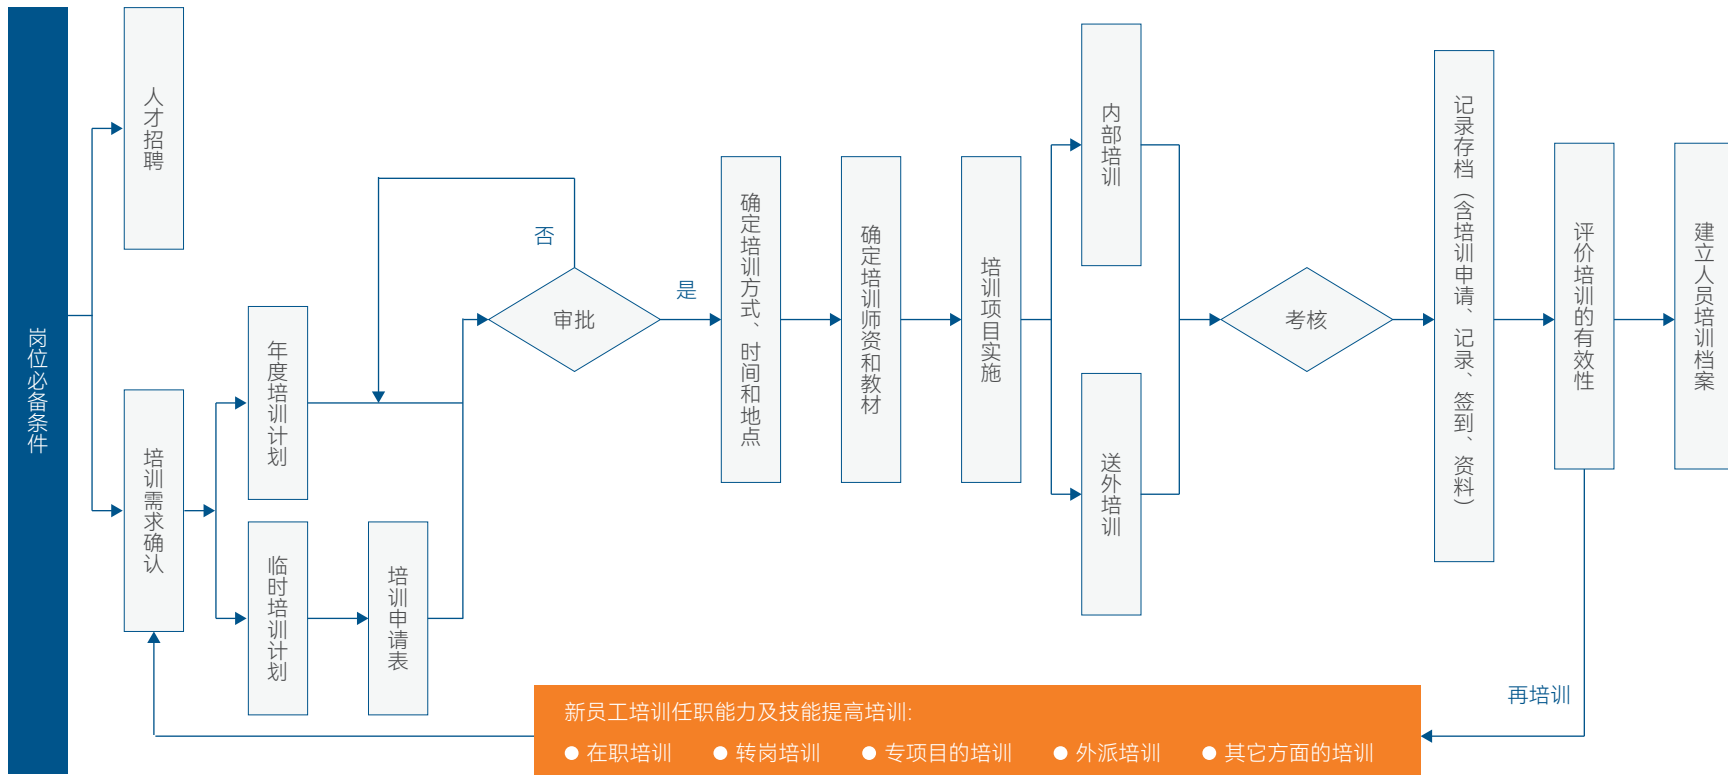 岗位必备条件
人才招聘
培训需求确认
年度培训计划
临时培训计划
培训申请表
否
审批
是
确定培训方式、时间和地点
确定培训师资和教材
培训项目实施
内部培训
送外培训
考核
记录存档（含培训申请、记录、签到、资料）
评价培训的有效性
建立人员培训档案
再培训
新员工培训任职能力及技能提高培训:
● 在职培训 ● 转岗培训 ● 专项目的培训 ● 外派培训 ● 其它方面的培训